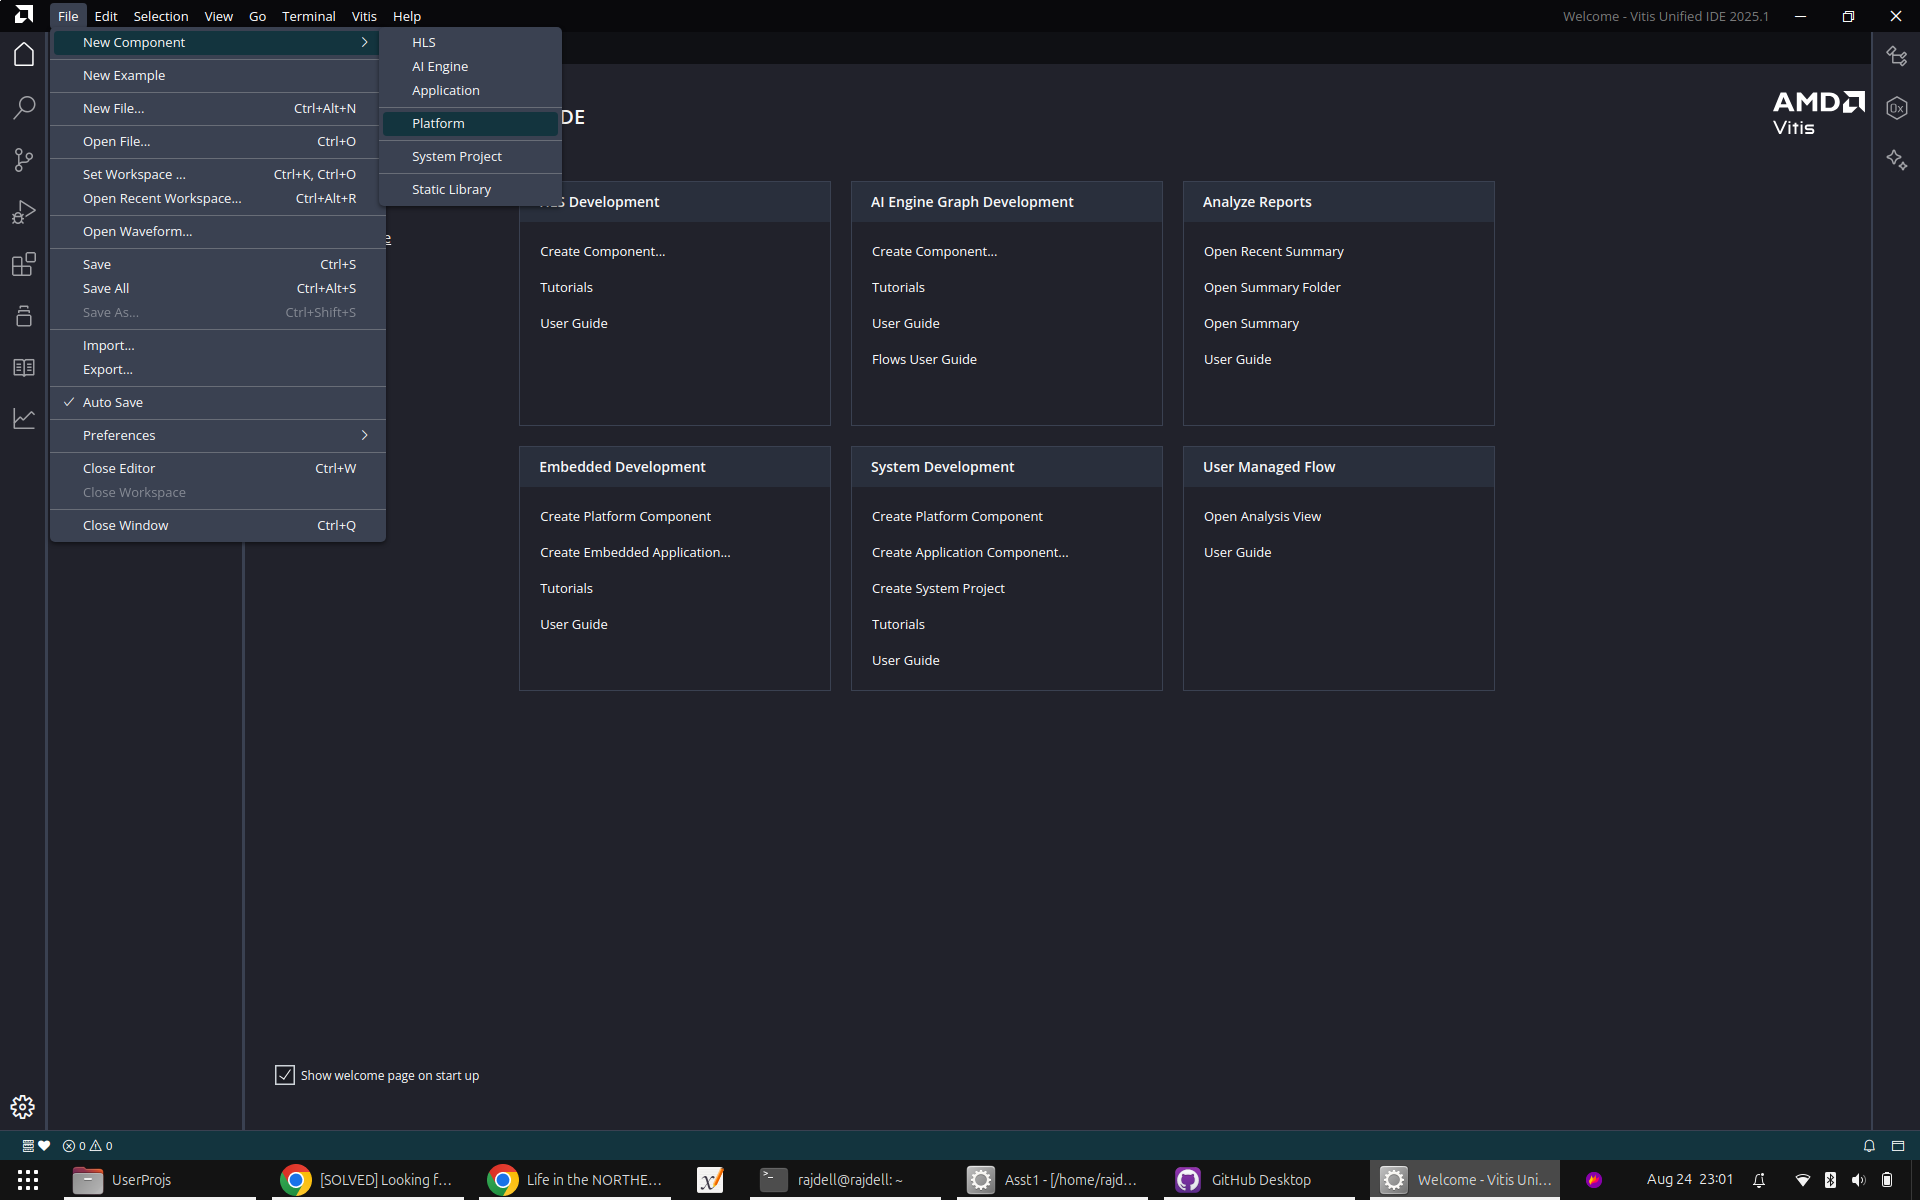 File Edit Selection View Go Terminal Vitis Help
Welcome - Vitis Unified IDE 2025.1
New Component
New Example
New File... Ctrl+Alt+N
Open File... Ctrl+O
Set Workspace ... Ctrl+K, Ctrl+O
Open Recent Workspace... Ctrl+Alt+R
Open Waveform...
Save Ctrl+S
Save All Ctrl+Alt+S
Save As... Ctrl+Shift+S
Import...
Export...
Auto Save
Preferences
Close Editor Ctrl+W
Close Workspace
Close Window Ctrl+Q
HLS
AI Engine
Application
Platform
System Project
Static Library
DE
AMD
Vitis
0x
e
S Development
Create Component...
Tutorials
User Guide
AI Engine Graph Development
Create Component...
Tutorials
User Guide
Flows User Guide
Analyze Reports
Open Recent Summary
Open Summary Folder
Open Summary
User Guide
Embedded Development
Create Platform Component
Create Embedded Application...
Tutorials
User Guide
System Development
Create Platform Component
Create Application Component...
Create System Project
Tutorials
User Guide
User Managed Flow
Open Analysis View
User Guide
Show welcome page on start up
0 0
UserProjs
[SOLVED] Looking f...
Life in the NORTHE...
X
rajdell@rajdell: ~
Asst1 - [/home/rajd...
GitHub Desktop
Welcome - Vitis Uni...
Aug 24 23:01